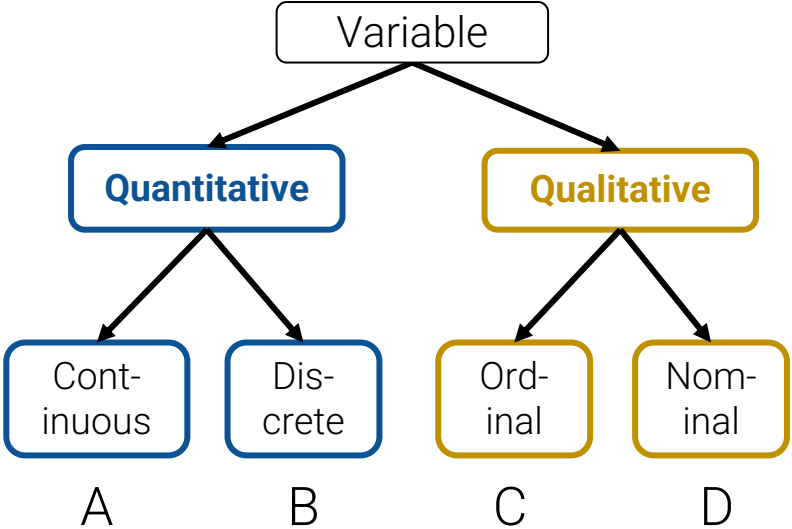 Variable
Quantitative
Qualitative
Cont-
inuous
Dis-
crete
Ord-
inal
Nom-
inal
A
B
C
D